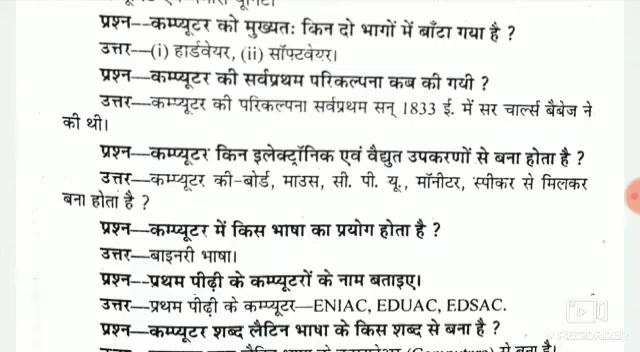 प्रश्न—कम्प्यूटर को मुख्यतः किन दो भागों में बाँटा गया है ?
उत्तर—(i) हार्डवेयर, (ii) सॉफ्टवेयर।
प्रश्न—कम्प्यूटर की सर्वप्रथम परिकल्पना कब की गयी ?
उत्तर—कम्प्यूटर की परिकल्पना सर्वप्रथम सन् 1833 ई. में सर चार्ल्स बैबेज ने
की थी।
प्रश्न—कम्प्यूटर किन इलेक्ट्रॉनिक एवं वैद्युत उपकरणों से बना होता है ?
उत्तर—कम्प्यूटर की-बोर्ड, माउस, सी. पी. यू., मॉनीटर, स्पीकर से मिलकर
बना होता है ?
प्रश्न—कम्प्यूटर में किस भाषा का प्रयोग होता है ?
उत्तर—बाइनरी भाषा।
प्रश्न—प्रथम पीढ़ी के कम्प्यूटरों के नाम बताइए।
उत्तर—प्रथम पीढ़ी के कम्प्यूटर—ENIAC, EDUAC, EDSAC.
प्रश्न—कम्प्यूटर शब्द लैटिन भाषा के किस शब्द से बना है ?